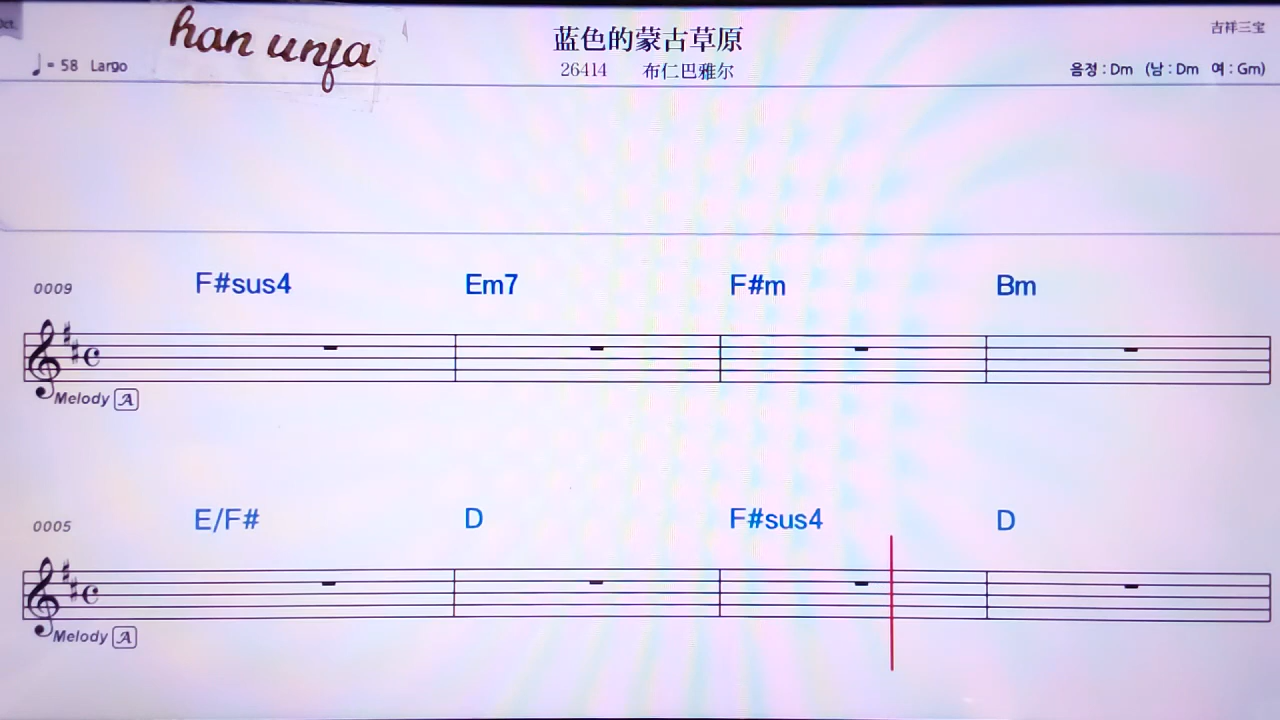 han unfa
蓝色的蒙古草原
吉祥三宝
♩= 58 Largo
26414 布仁巴雅尔
음정 : Dm (남 : Dm 여 : Gm)
0009 F#sus4 Em7 F#m Bm
Melody A
0005 E/F# D F#sus4 D
Melody A